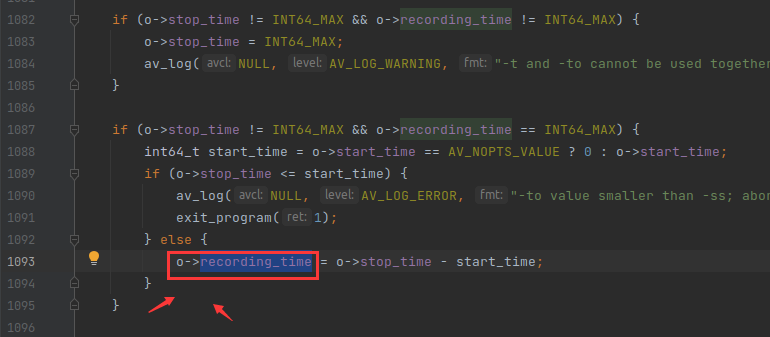 1082 if (o->stop_time != INT64_MAX && o->recording_time != INT64_MAX) {
1083 o->stop_time = INT64_MAX;
1084 av_log( avcl: NULL, level: AV_LOG_WARNING, fmt: "-t and -to cannot be used together
1085 }
1086
1087 if (o->stop_time != INT64_MAX && o->recording_time == INT64_MAX) {
1088 int64_t start_time = o->start_time == AV_NOPTS_VALUE ? 0 : o->start_time;
1089 if (o->stop_time <= start_time) {
1090 av_log( avcl: NULL, level: AV_LOG_ERROR, fmt: "-to value smaller than -ss; abor
1091 exit_program( ret: 1);
1092 } else {
1093 o->recording_time = o->stop_time - start_time;
1094 }
1095 }
1096